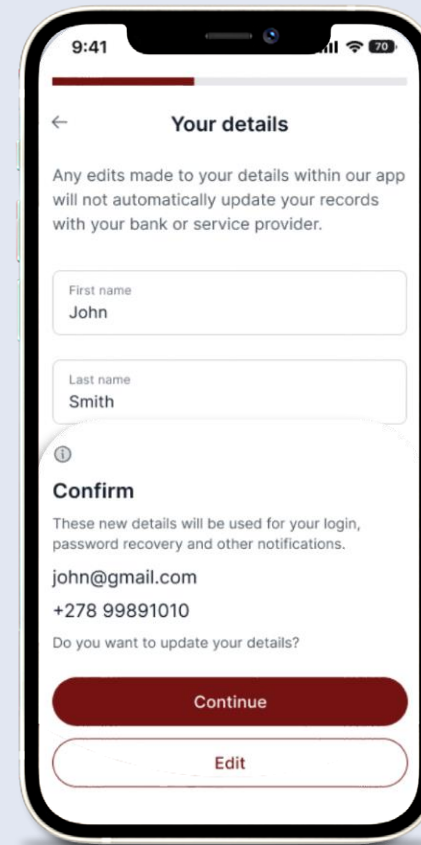 9:41
70
Your details
Any edits made to your details within our app
will not automatically update your records
with your bank or service provider.
First name
John
Last name
Smith
Confirm
These new details will be used for your login,
password recovery and other notifications.
john@gmail.com
+278 99891010
Do you want to update your details?
Continue
Edit